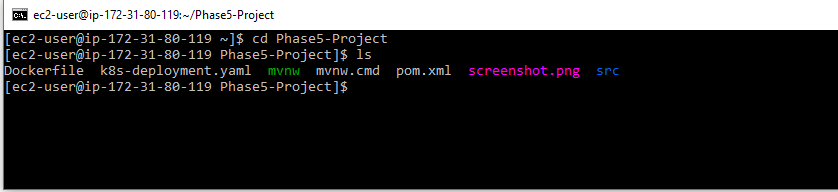 ec2-user@ip-172-31-80-119:~/Phase5-Project
[ec2-user@ip-172-31-80-119 ~]$ cd Phase5-Project
[ec2-user@ip-172-31-80-119 Phase5-Project]$ ls
Dockerfile  k8s-deployment.yaml  mvnw  mvnw.cmd  pom.xml  screenshot.png  src
[ec2-user@ip-172-31-80-119 Phase5-Project]$